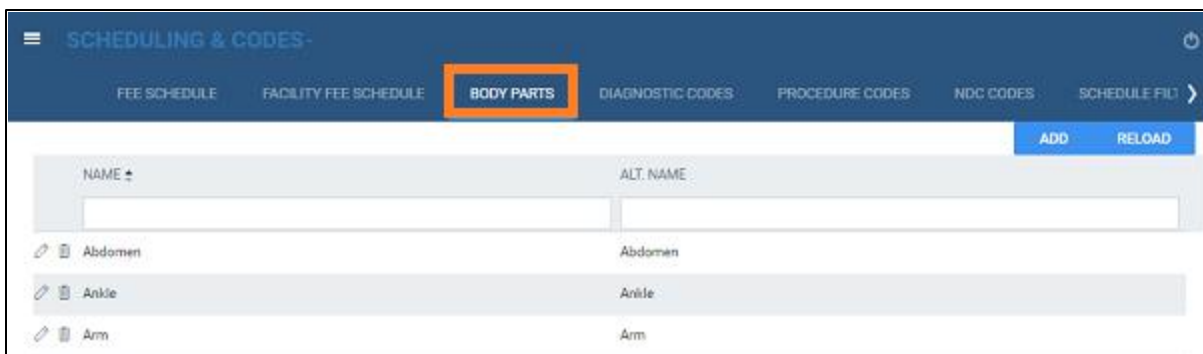 SCHEDULING & CODES-
FEE SCHEDULE FACILITY FEE SCHEDULE BODY PARTS DIAGNOSTIC CODES PROCEDURE CODES NDC CODES SCHEDULE FILT
ADD RELOAD
NAME ALT. NAME
Abdomen Abdomen
Ankle Ankle
Arm Arm